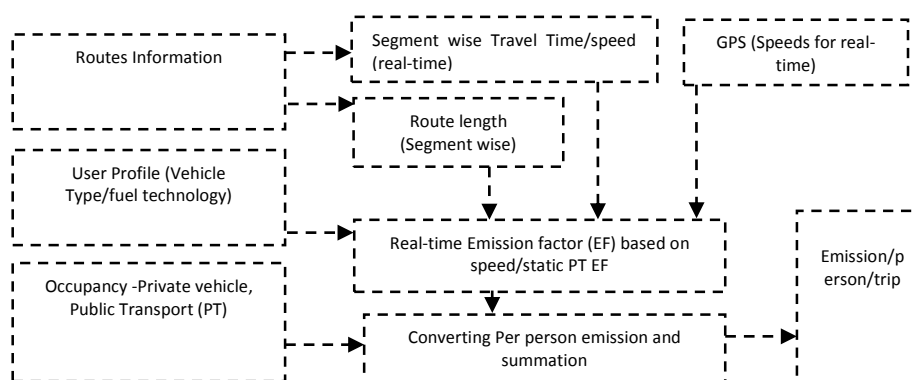 Routes Information
Segment wise Travel Time/speed
(real-time)
GPS (Speeds for real-
time)
Route length
(Segment wise)
User Profile (Vehicle
Type/fuel technology)
Real-time Emission factor (EF) based on
speed/static PT EF
Emission/p
erson/trip
Occupancy -Private vehicle,
Public Transport (PT)
Converting Per person emission and
summation